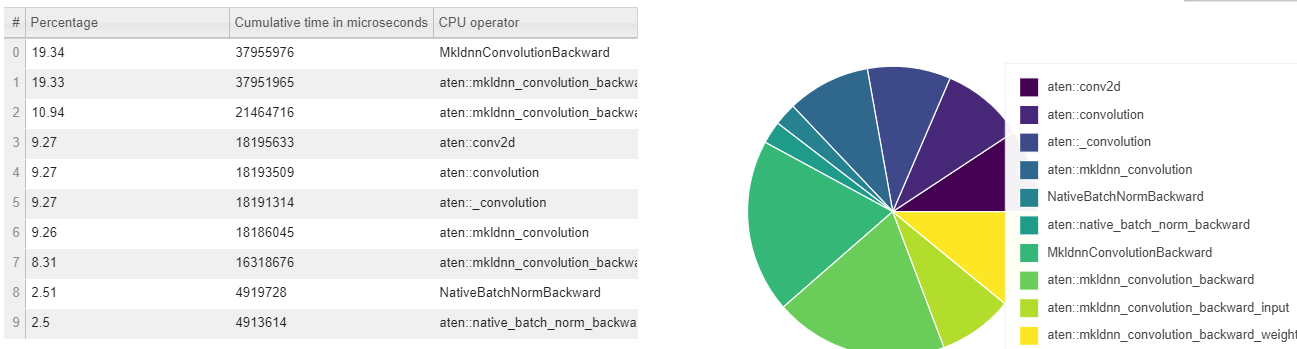 # Percentage Cumulative time in microseconds CPU operator
0 19.34 37955976 MkldnnConvolutionBackward
1 19.33 37951965 aten::mkldnn_convolution_backwa
2 10.94 21464716 aten::mkldnn_convolution_backwa
3 9.27 18195633 aten::conv2d
4 9.27 18193509 aten::convolution
5 9.27 18191314 aten::_convolution
6 9.26 18186045 aten::mkldnn_convolution
7 8.31 16318676 aten::mkldnn_convolution_backwa
8 2.51 4919728 NativeBatchNormBackward
9 2.5 4913614 aten::native_batch_norm_backwa
aten::conv2d
aten::convolution
aten::_convolution
aten::mkldnn_convolution
NativeBatchNormBackward
aten::native_batch_norm_backward
MkldnnConvolutionBackward
aten::mkldnn_convolution_backward
aten::mkldnn_convolution_backward_input
aten::mkldnn_convolution_backward_weight